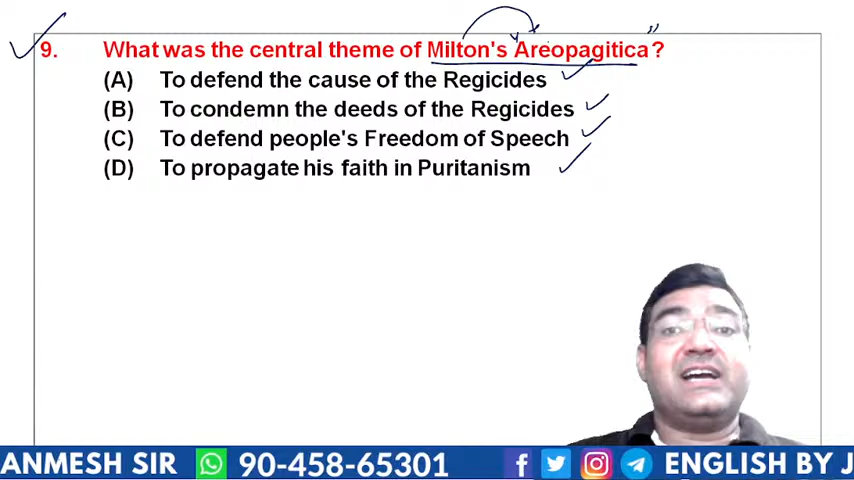 9. What was the central theme of Milton's Areopagitica?
(A) To defend the cause of the Regicides
(B) To condemn the deeds of the Regicides
(C) To defend people's Freedom of Speech
(D) To propagate his faith in Puritanism
ANMESH SIR 90-458-65301 ENGLISH BY J